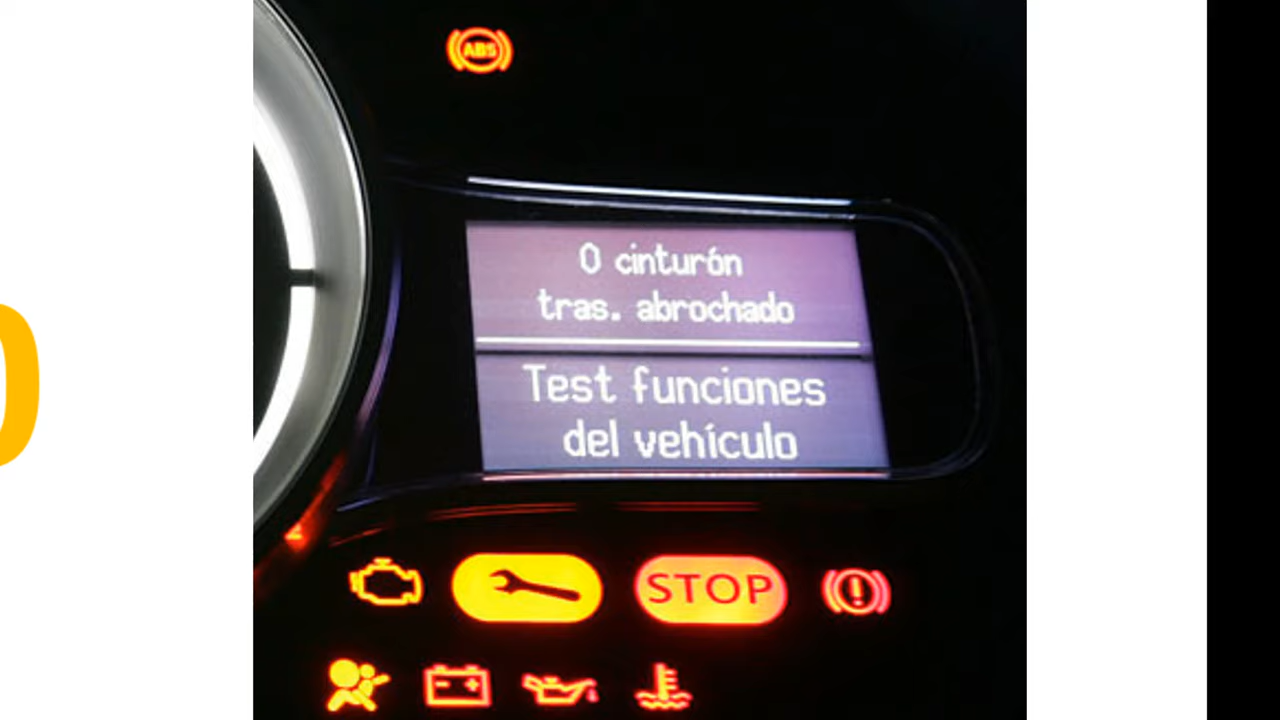 ABS
0 cinturón
tras. abrochado
Test funciones
del vehículo
STOP